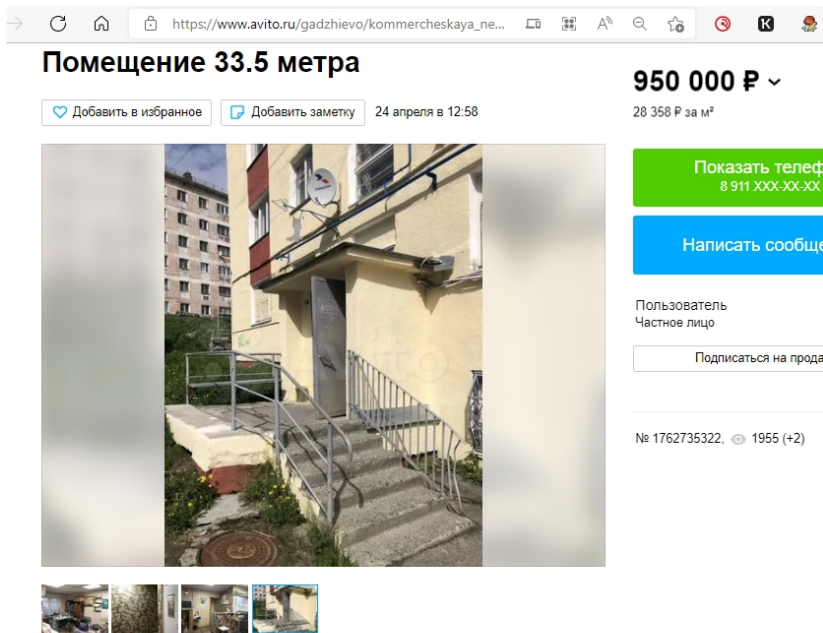 https://www.avito.ru/gadzhievo/kommercheskaya_ne...
Помещение 33.5 метра
Добавить в избранное
Добавить заметку
24 апреля в 12:58
950 000 ₽
28 358 ₽ за м²
Показать телеф
8 911 XXX-XX-XX
Написать сообще
Пользователь
Частное лицо
Подписаться на прода
№ 1762735322, 1955 (+2)
Avito